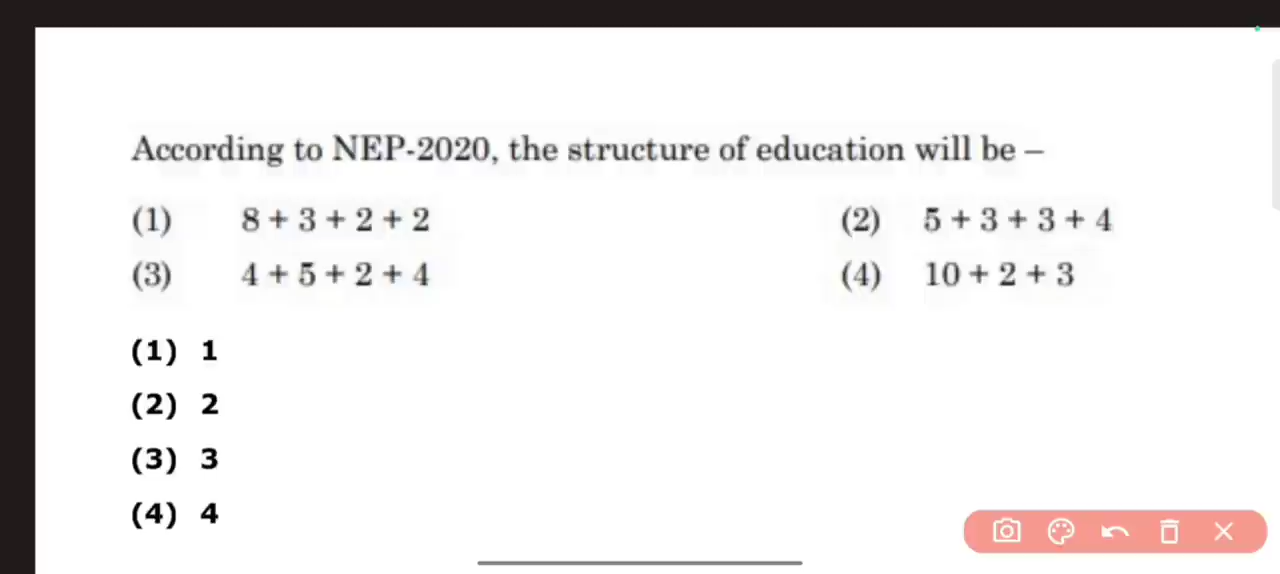 According to NEP-2020, the structure of education will be –
(1) 8 + 3 + 2 + 2 (2) 5 + 3 + 3 + 4
(3) 4 + 5 + 2 + 4 (4) 10 + 2 + 3
(1) 1
(2) 2
(3) 3
(4) 4